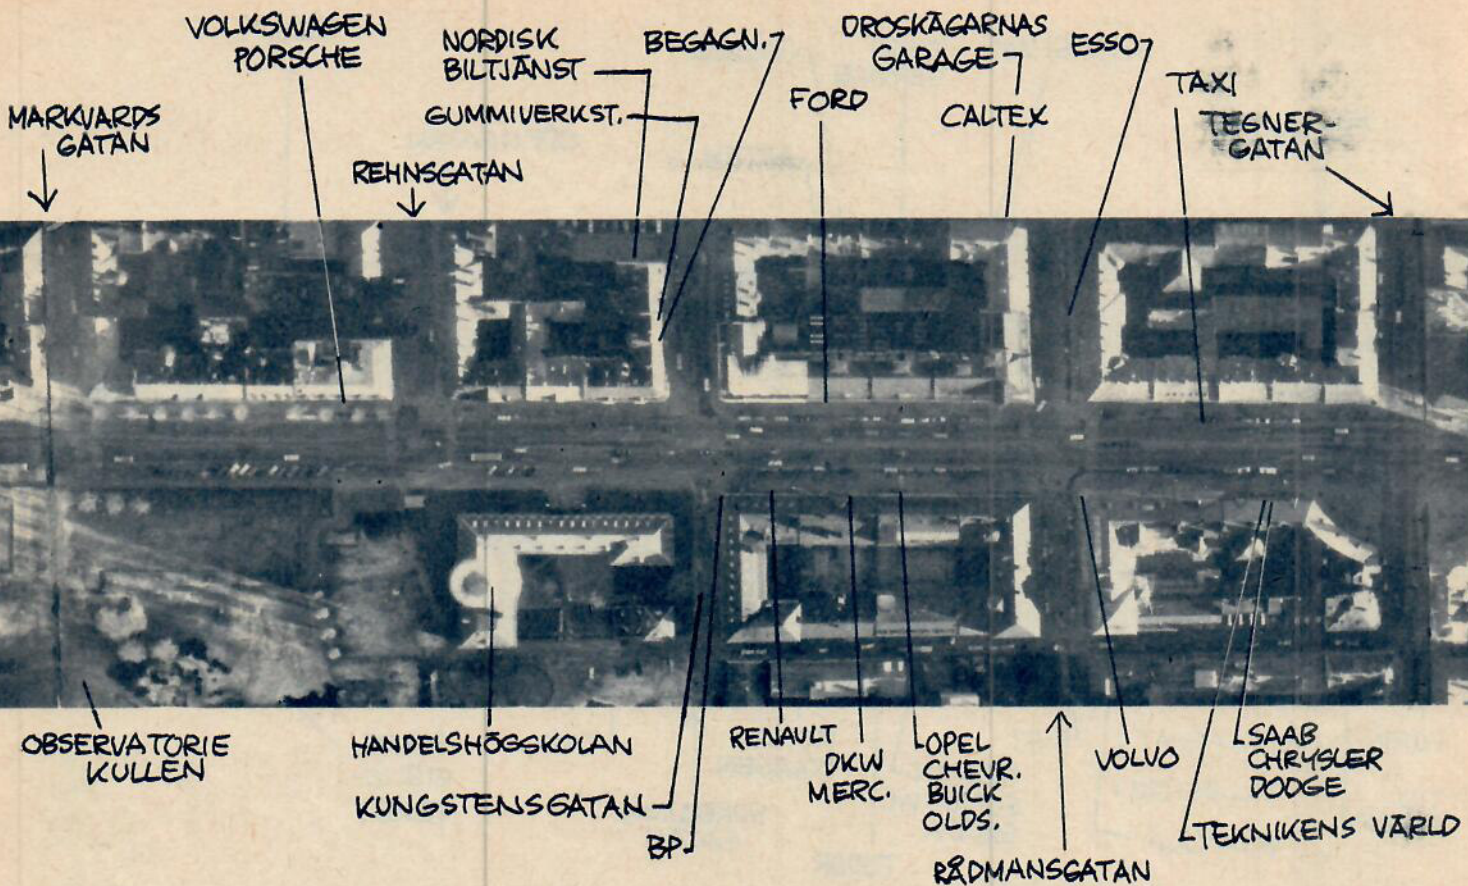 VOLKSWAGEN
PORSCHE
NORDISK
BILTJÄNST
BEGAGN.
DROSKÄGARNAS
GARAGE
ESSO
MARKVARDS
GATAN
GUMMIVERKST.
FORD
CALTEX
TAXI
TEGNER-
GATAN
REHNSGATAN
OBSERVATORIE
KULLEN
HANDELSHÖGSKOLAN
KUNGSTENSGATAN
BP
RENAULT
DKW
MERC.
OPEL
CHEVR.
BUICK
OLDS.
RÅDMANSGATAN
VOLVO
SAAB
CHRYSLER
DODGE
TEKNIKENS VÄRLD